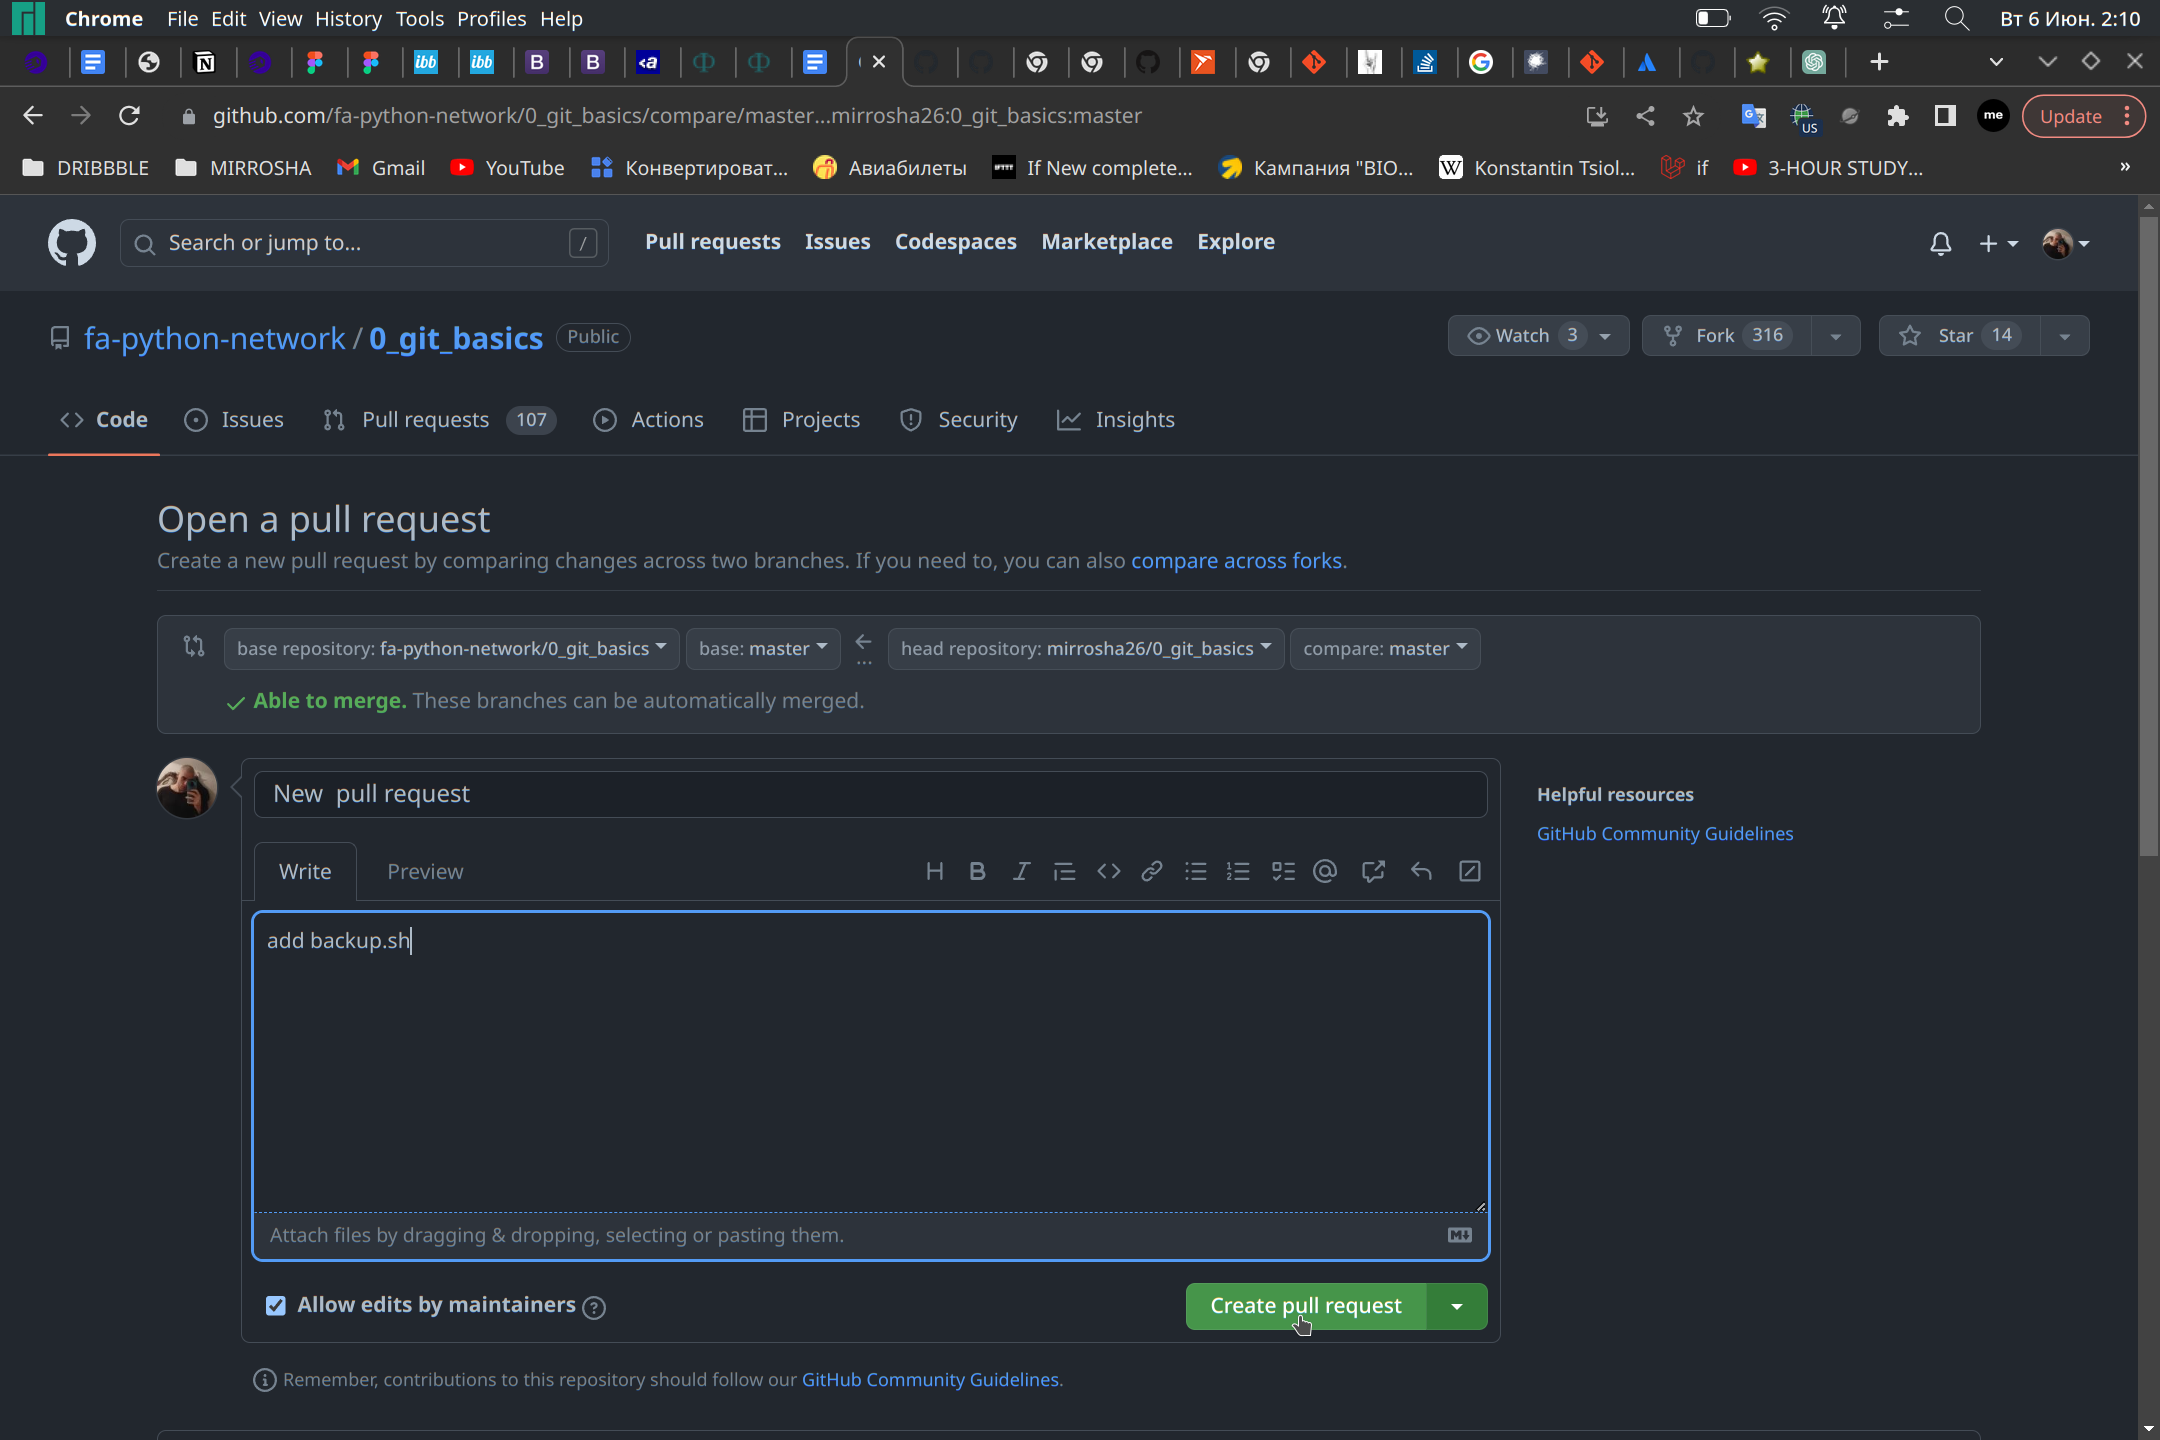 Chrome File Edit View History Tools Profiles Help Вт 6 Июн. 2:10
ibb ibb B B <a
github.com/fa-python-network/0_git_basics/compare/master...mirrosha26:0_git_basics:master US me Update
DRIBBBLE MIRROSHA Gmail YouTube Конвертироват... Авиабилеты If New complete... Кампания "BIO... Konstantin Tsiol... if 3-HOUR STUDY... »
Search or jump to... / Pull requests Issues Codespaces Marketplace Explore
fa-python-network / 0_git_basics Public Watch 3 Fork 316 Star 14
Code Issues Pull requests 107 Actions Projects Security Insights
Open a pull request
Create a new pull request by comparing changes across two branches. If you need to, you can also compare across forks.
base repository: fa-python-network/0_git_basics base: master ... head repository: mirrosha26/0_git_basics compare: master
Able to merge. These branches can be automatically merged.
New  pull request
Helpful resources
GitHub Community Guidelines
Write Preview
add backup.sh
Attach files by dragging & dropping, selecting or pasting them.
Allow edits by maintainers ? Create pull request
Remember, contributions to this repository should follow our GitHub Community Guidelines.